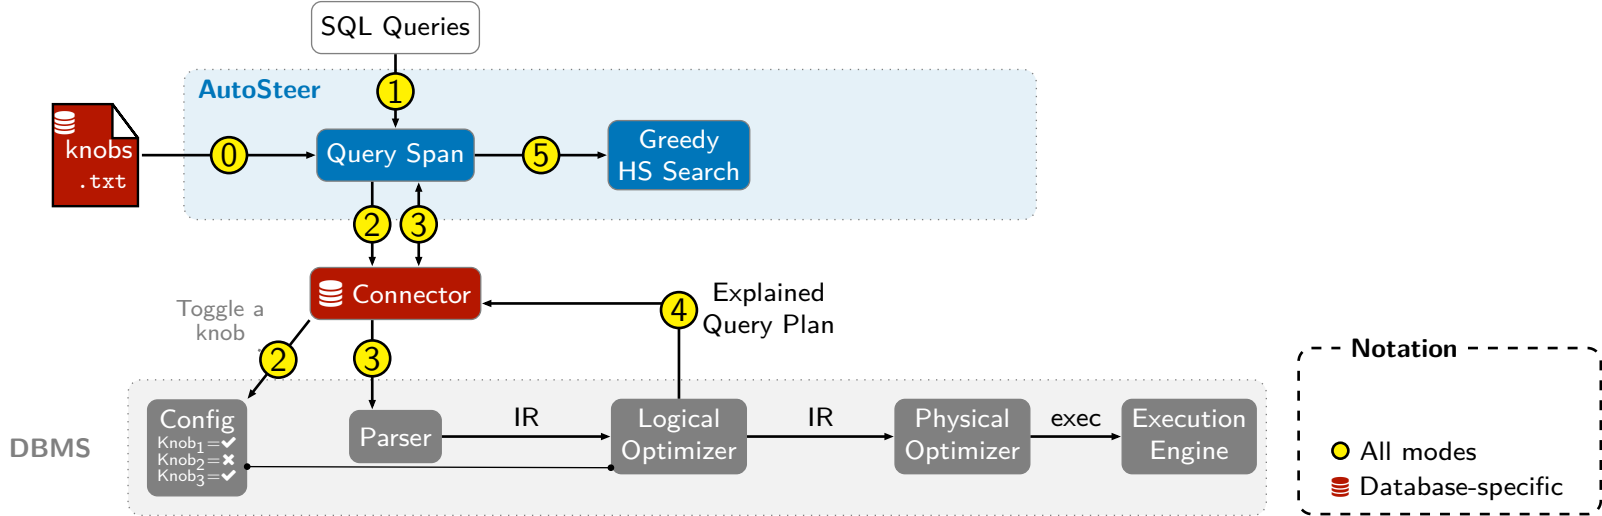 SQL Queries
AutoSteer
1
knobs
.txt
0
Query Span
5
Greedy
HS Search
2
3
Connector
Toggle a
knob
2
3
4
Explained
Query Plan
DBMS
Config
Knob1=✔
Knob2=✖
Knob3=✔
Parser
IR
Logical
Optimizer
IR
Physical
Optimizer
exec
Execution
Engine
Notation
All modes
Database-specific